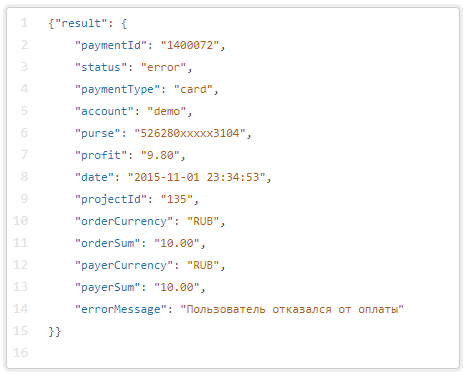 1 {"result": {
2 "paymentId": "1400072",
3 "status": "error",
4 "paymentType": "card",
5 "account": "demo",
6 "purse": "526280xxxxx3104",
7 "profit": "9.80",
8 "date": "2015-11-01 23:34:53",
9 "projectId": "135",
10 "orderCurrency": "RUB",
11 "orderSum": "10.00",
12 "payerCurrency": "RUB",
13 "payerSum": "10.00",
14 "errorMessage": "Пользователь отказался от оплаты"
15 }}
16